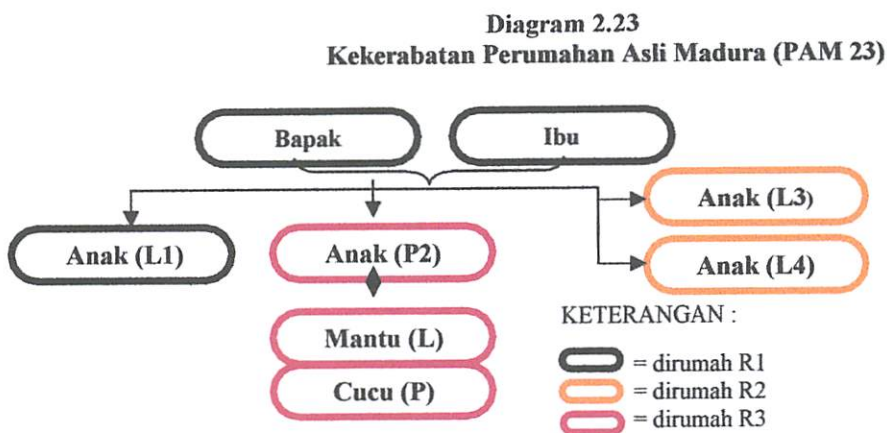 Diagram 2.23
Kekerabatan Perumahan Asli Madura (PAM 23)
Bapak
Ibu
Anak (L1)
Anak (P2)
Anak (L3)
Anak (L4)
Mantu (L)
Cucu (P)
KETERANGAN :
= dirumah R1
= dirumah R2
= dirumah R3